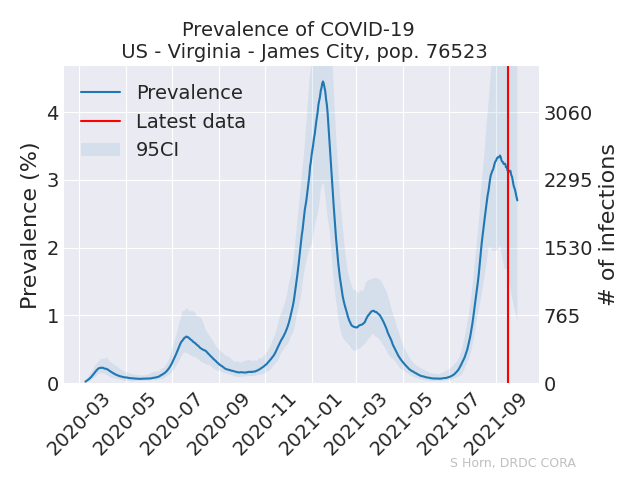 Prevalence of COVID-19
US - Virginia - James City, pop. 76523
Prevalence
Latest data
95CI
Prevalence (%)
4
3
2
1
0
# of infections
3060
2295
1530
765
0
2020-03
2020-05
2020-07
2020-09
2020-11
2021-01
2021-03
2021-05
2021-07
2021-09
S Horn, DRDC CORA